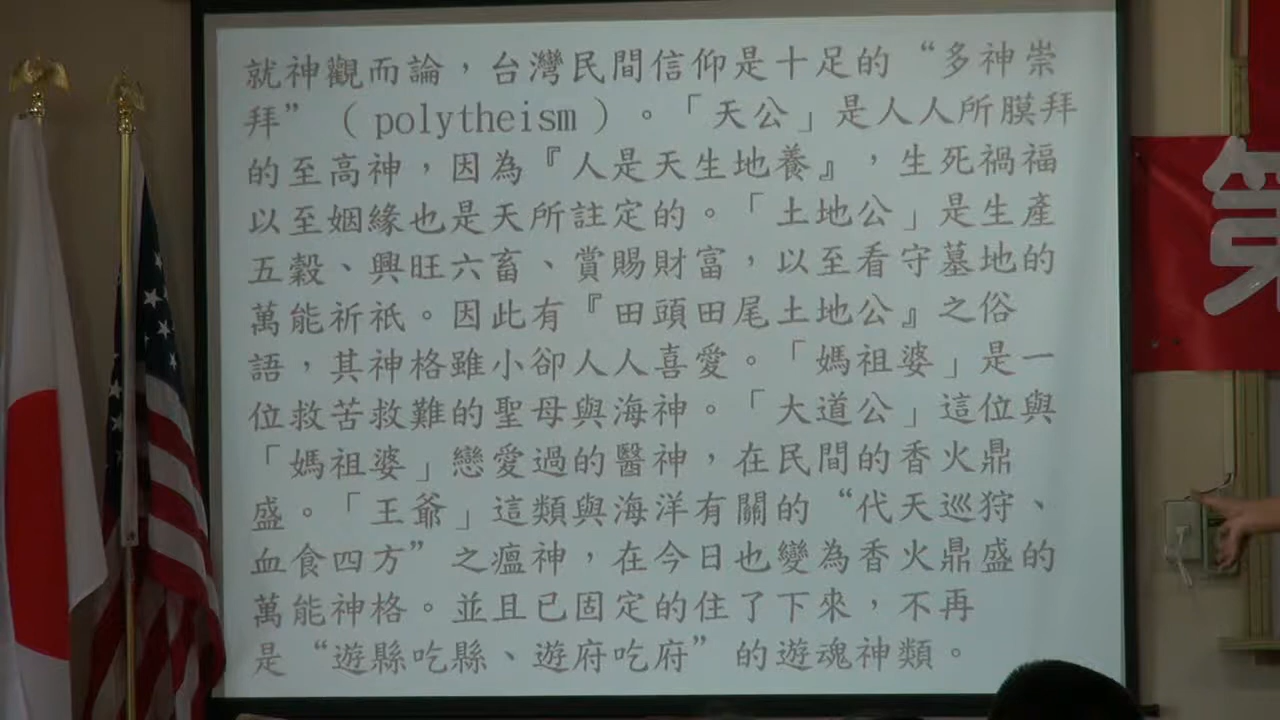 就神觀而論，台灣民間信仰是十足的“多神崇
拜”（polytheism）。「天公」是人人所膜拜
的至高神，因為『人是天生地養』，生死禍福
以至姻緣也是天所註定的。「土地公」是生產
五穀、興旺六畜、賞賜財富，以至看守墓地的
萬能祈祇。因此有『田頭田尾土地公』之俗
語，其神格雖小卻人人喜愛。「媽祖婆」是一
位救苦救難的聖母與海神。「大道公」這位與
「媽祖婆」戀愛過的醫神，在民間的香火鼎
盛。「王爺」這類與海洋有關的“代天巡狩、
血食四方”之瘟神，在今日也變為香火鼎盛的
萬能神格。並且已固定的住了下來，不再
是“遊縣吃縣、遊府吃府”的遊魂神類。